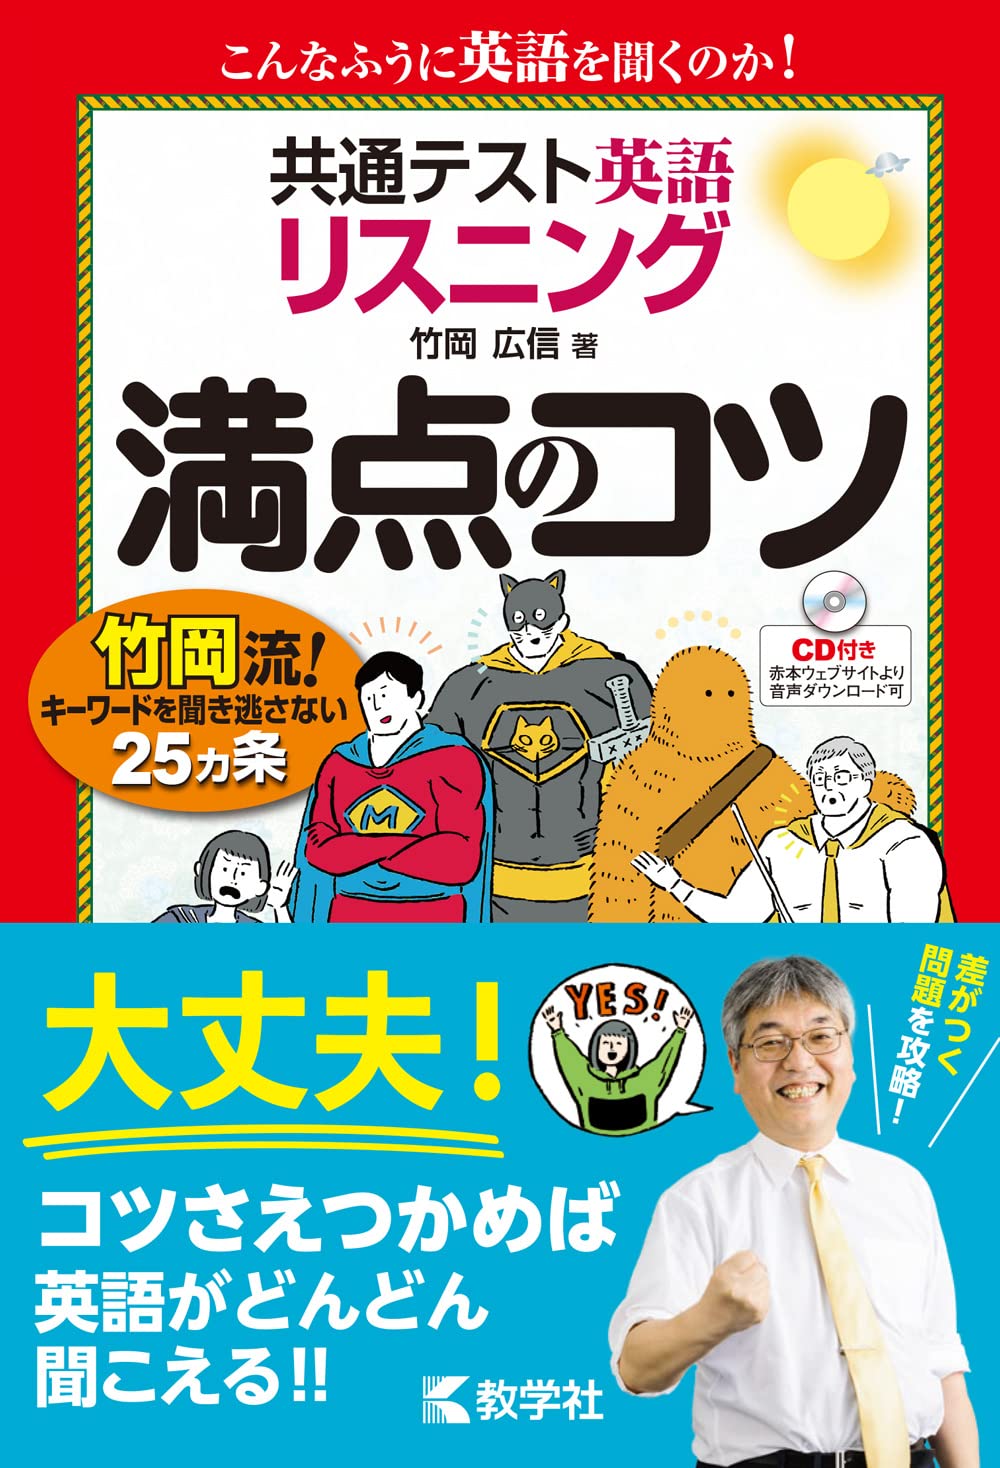 こんなふうに英語を聞くのか!
共通テスト英語
リスニング
竹岡 広信 著
満点のコツ
竹岡流!
キーワードを聞き逃さない
25ヵ条
CD付き
赤本ウェブサイトより
音声ダウンロード可
M
xxx
大丈夫!
YES!
差がつく
問題を攻略!
コツさえつかめば
英語がどんどん
聞こえる!!
教学社